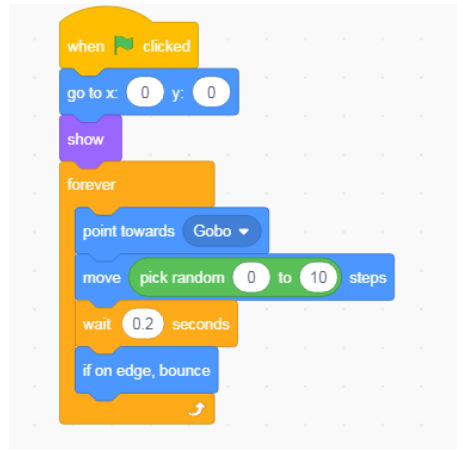 when clicked
go to x: 0 y: 0
show
forever
point towards Gobo
move pick random 0 to 10 steps
wait 0.2 seconds
if on edge, bounce